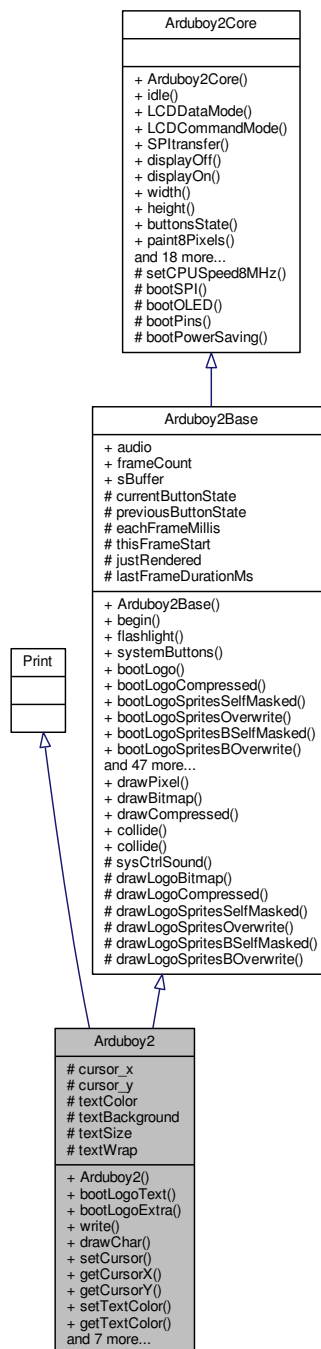 Arduboy2Core
+ Arduboy2Core()
+ idle()
+ LCDDataMode()
+ LCDCommandMode()
+ SPItransfer()
+ displayOff()
+ displayOn()
+ width()
+ height()
+ buttonsState()
+ paint8Pixels()
and 18 more...
# setCPUSpeed8MHz()
# bootSPI()
# bootOLED()
# bootPins()
# bootPowerSaving()
Arduboy2Base
+ audio
+ frameCount
+ sBuffer
# currentButtonState
# previousButtonState
# eachFrameMillis
# thisFrameStart
# justRendered
# lastFrameDurationMs
+ Arduboy2Base()
+ begin()
+ flashlight()
+ systemButtons()
+ bootLogo()
+ bootLogoCompressed()
+ bootLogoSpritesSelfMasked()
+ bootLogoSpritesOverwrite()
+ bootLogoSpritesBSelfMasked()
+ bootLogoSpritesBOverwrite()
and 47 more...
+ drawPixel()
+ drawBitmap()
+ drawCompressed()
+ collide()
+ collide()
# sysCtrlSound()
# drawLogoBitmap()
# drawLogoCompressed()
# drawLogoSpritesSelfMasked()
# drawLogoSpritesOverwrite()
# drawLogoSpritesBSelfMasked()
# drawLogoSpritesBOverwrite()
Print
Arduboy2
# cursor_x
# cursor_y
# textColor
# textBackground
# textSize
# textWrap
+ Arduboy2()
+ bootLogoText()
+ bootLogoExtra()
+ write()
+ drawChar()
+ setCursor()
+ getCursorX()
+ getCursorY()
+ setTextColor()
+ getTextColor()
and 7 more...